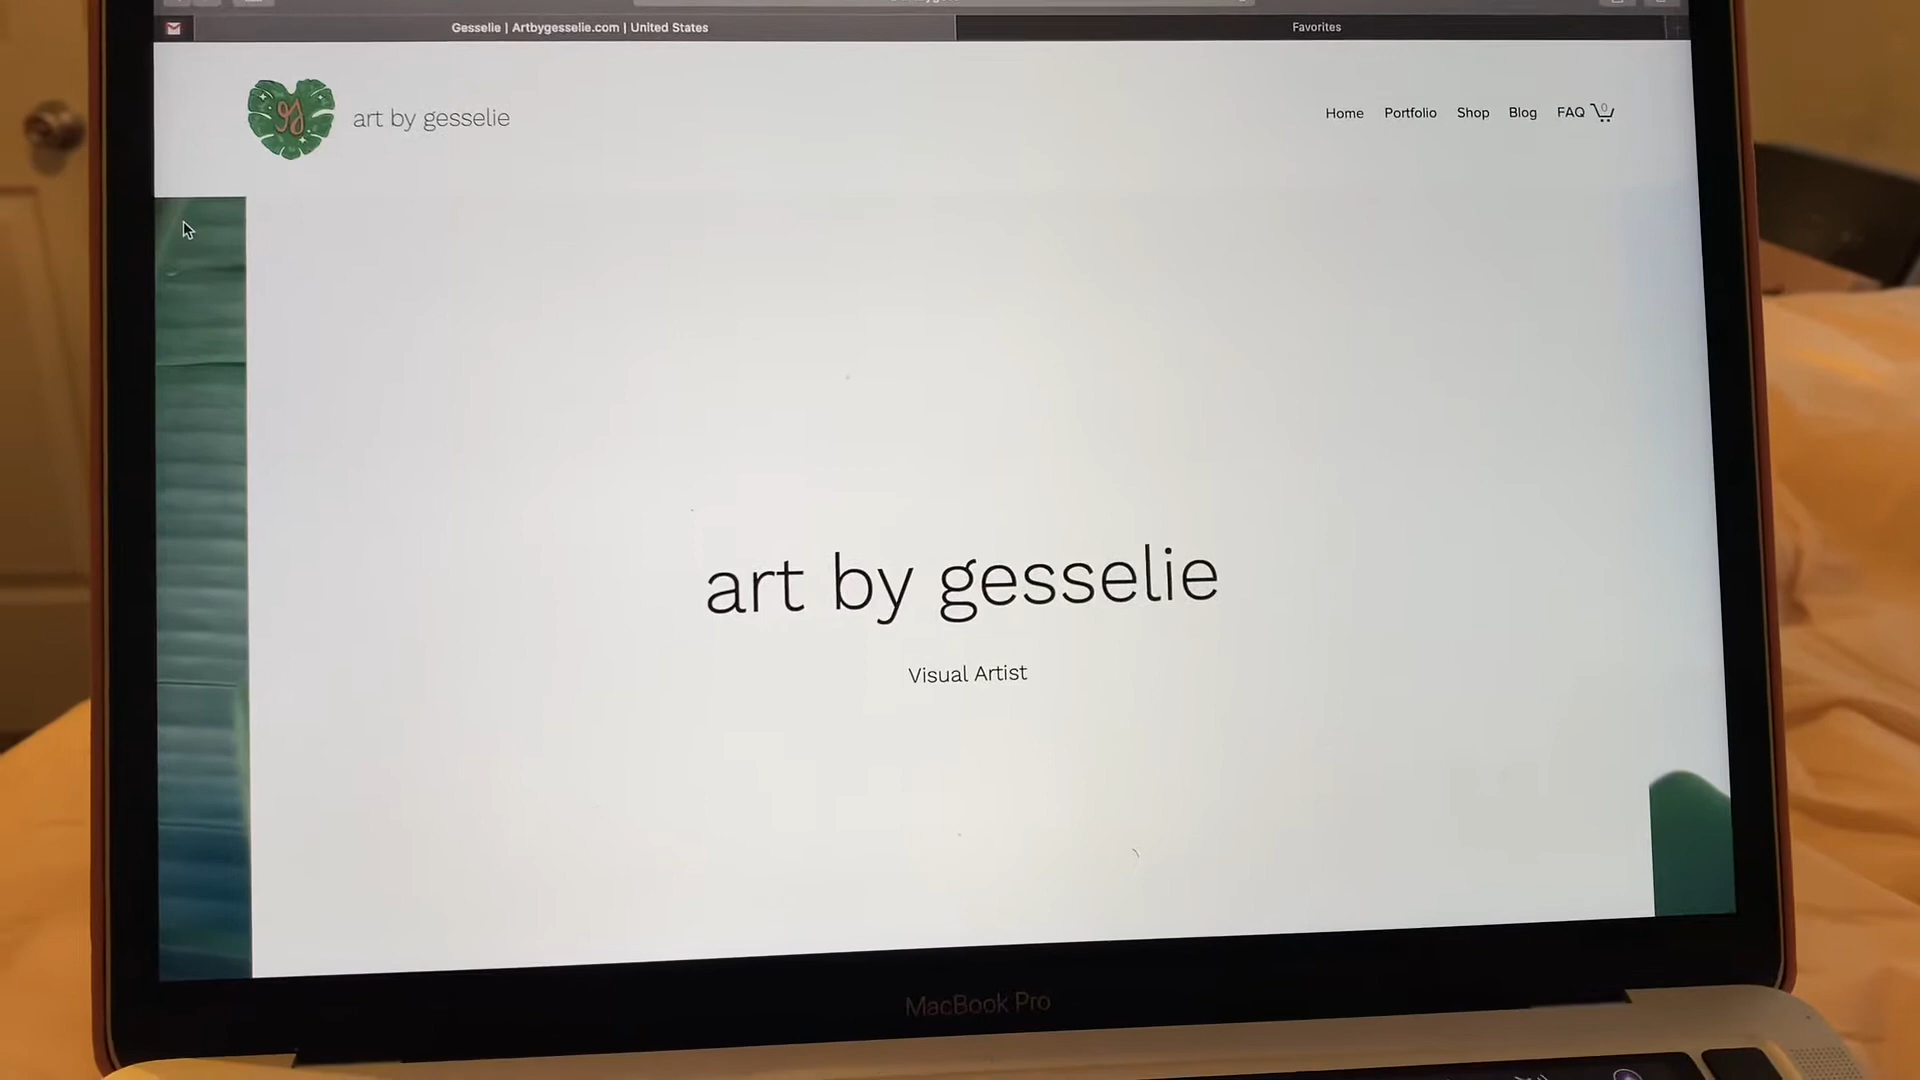 Gesselie | Artbygesselie.com | United States
Favorites
gs
art by gesselie
Home Portfolio Shop Blog FAQ 0
art by gesselie
Visual Artist
MacBook Pro